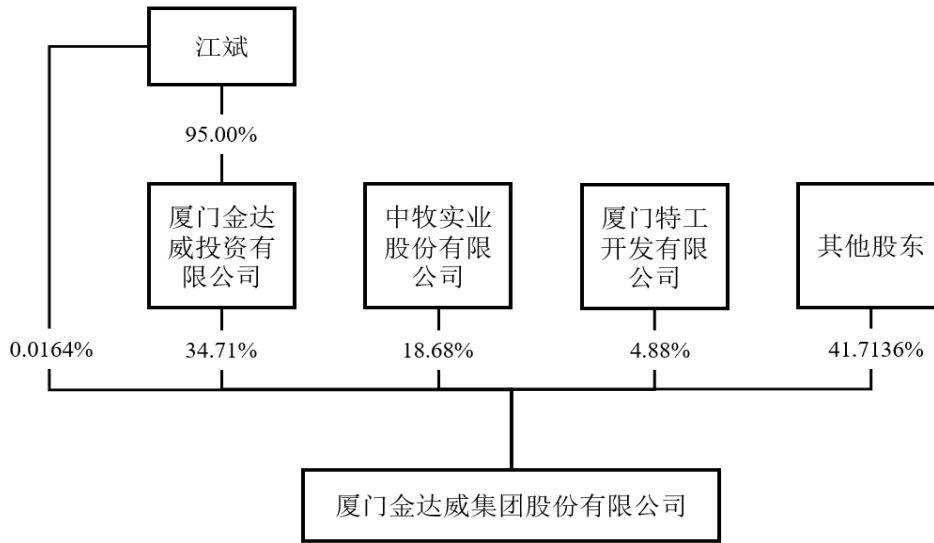 江斌
95.00%
厦门金达
威投资有
限公司
中牧实业
股份有限
公司
厦门特工
开发有限
公司
其他股东
0.0164%
34.71%
18.68%
4.88%
41.7136%
厦门金达威集团股份有限公司